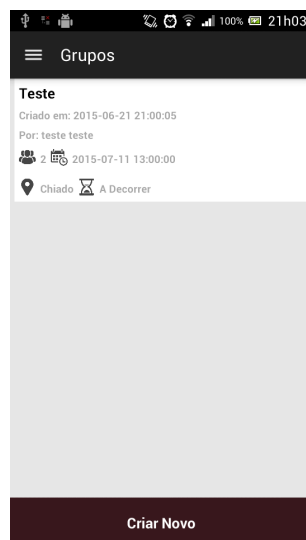 100% 21h03
Grupos
Teste
Criado em: 2015-06-21 21:00:05
Por: teste teste
2 2015-07-11 13:00:00
Chiado A Decorrer
Criar Novo